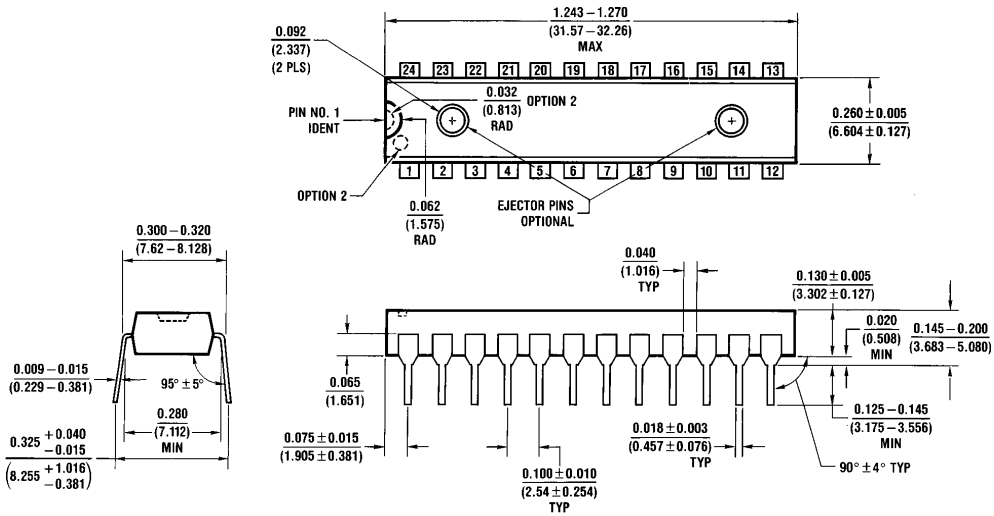 1.243 – 1.270
(31.57 – 32.26)
MAX
0.092
(2.337)
(2 PLS)
24 23 22 21 20 19 18 17 16 15 14 13
0.032
(0.813)
RAD
OPTION 2
PIN NO. 1
IDENT
0.260 ± 0.005
(6.604 ± 0.127)
1 2 3 4 5 6 7 8 9 10 11 12
OPTION 2
0.062
(1.575)
RAD
EJECTOR PINS
OPTIONAL
0.300 – 0.320
(7.62 – 8.128)
0.040
(1.016)
TYP
0.130 ± 0.005
(3.302 ± 0.127)
0.020
(0.508)
MIN
0.145 – 0.200
(3.683 – 5.080)
0.009 – 0.015
(0.229 – 0.381)
95° ± 5°
0.065
(1.651)
0.280
(7.112)
MIN
0.125 – 0.145
(3.175 – 3.556)
MIN
0.325 +0.040 –0.015
(8.255 +1.016 –0.381)
0.075 ± 0.015
(1.905 ± 0.381)
0.018 ± 0.003
(0.457 ± 0.076)
TYP
0.100 ± 0.010
(2.54 ± 0.254)
TYP
90° ± 4° TYP